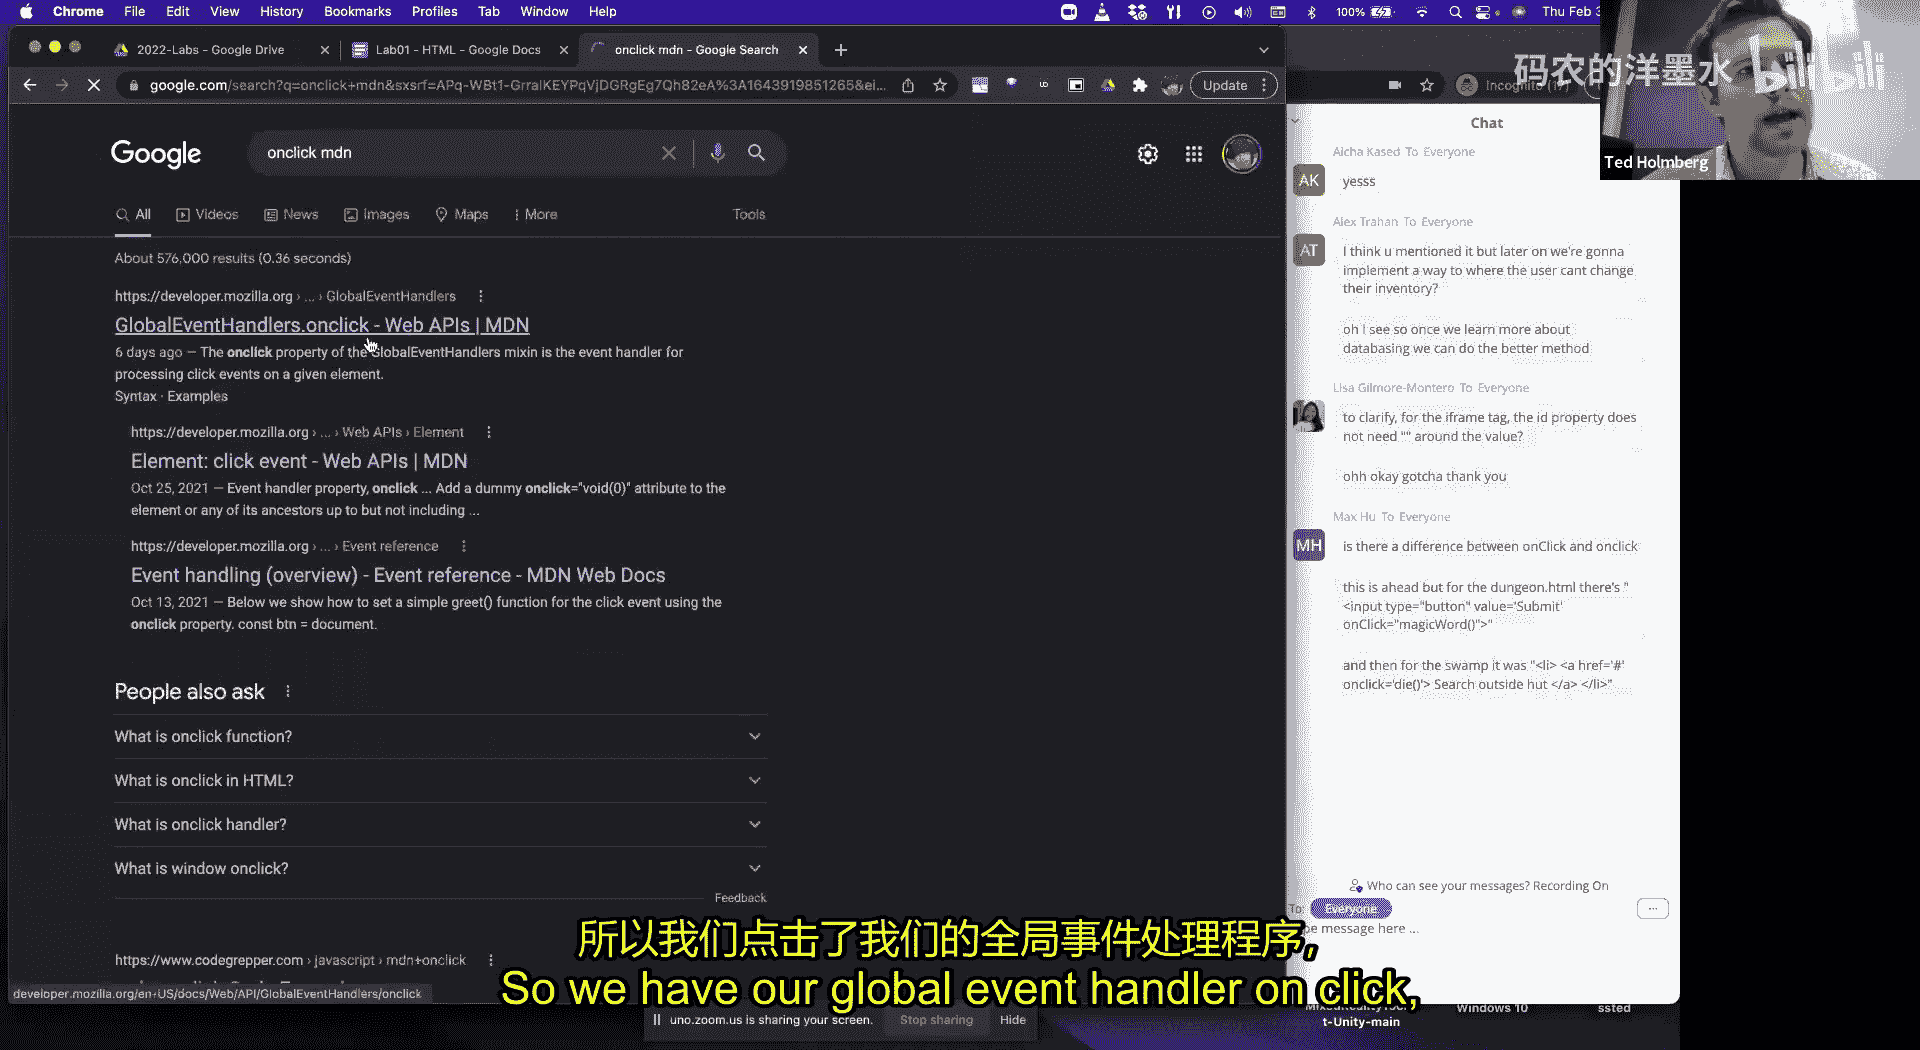 Chrome File Edit View History Bookmarks Profiles Tab Window Help
100%
Thu Feb 3
2022-Labs - Google Drive
Lab01 - HTML - Google Docs
onclick mdn - Google Search
google.com/search?q=onclick+mdn&sxsrf=APq-WBt1-GrralKEYPqVjDGRgEg7Qh82eA%3A1643919851265&ei...
Update
Incognito (17)
码农的洋墨水 bilibili
Ted Holmberg
Google
onclick mdn
All Videos News Images Maps More Tools
About 576,000 results (0.36 seconds)
https://developer.mozilla.org › ... › GlobalEventHandlers
GlobalEventHandlers.onclick - Web APIs | MDN
6 days ago — The onclick property of the GlobalEventHandlers mixin is the event handler for
processing click events on a given element.
Syntax · Examples
https://developer.mozilla.org › ... › Web APIs › Element
Element: click event - Web APIs | MDN
Oct 25, 2021 — Event handler property, onclick ... Add a dummy onclick="void(0)" attribute to the
element or any of its ancestors up to but not including ...
https://developer.mozilla.org › ... › Event reference
Event handling (overview) - Event reference - MDN Web Docs
Oct 13, 2021 — Below we show how to set a simple greet() function for the click event using the
onclick property. const btn = document.
People also ask
What is onclick function?
What is onclick in HTML?
What is onclick handler?
What is window onclick?
Feedback
https://www.codegrepper.com › javascript › mdn+onclick
developer.mozilla.org/en-US/docs/Web/API/GlobalEventHandlers/onclick
Chat
Aicha Kased To Everyone
AK
yesss
Alex Trahan To Everyone
AT
I think u mentioned it but later on we're gonna
implement a way to where the user cant change
their inventory?
oh I see so once we learn more about
databasing we can do the better method
Lisa Gilmore-Montero To Everyone
to clarify, for the iframe tag, the id property does
not need "" around the value?
ohh okay gotcha thank you
Max Hu To Everyone
MH
is there a difference between onClick and onclick
this is ahead but for the dungeon.html there's "
<input type="button" value='Submit'
onClick="magicWord()">"
and then for the swamp it was "<li> <a href='#'
onclick='die()'> Search outside hut </a> </li>"
Who can see your messages? Recording On
To: Everyone
pe message here ...
所以我们点击了我们的全局事件处理程序,
So we have our global event handler on click,
uno.zoom.us is sharing your screen. Stop sharing Hide
t-Unity-main
Windows 10
ssted